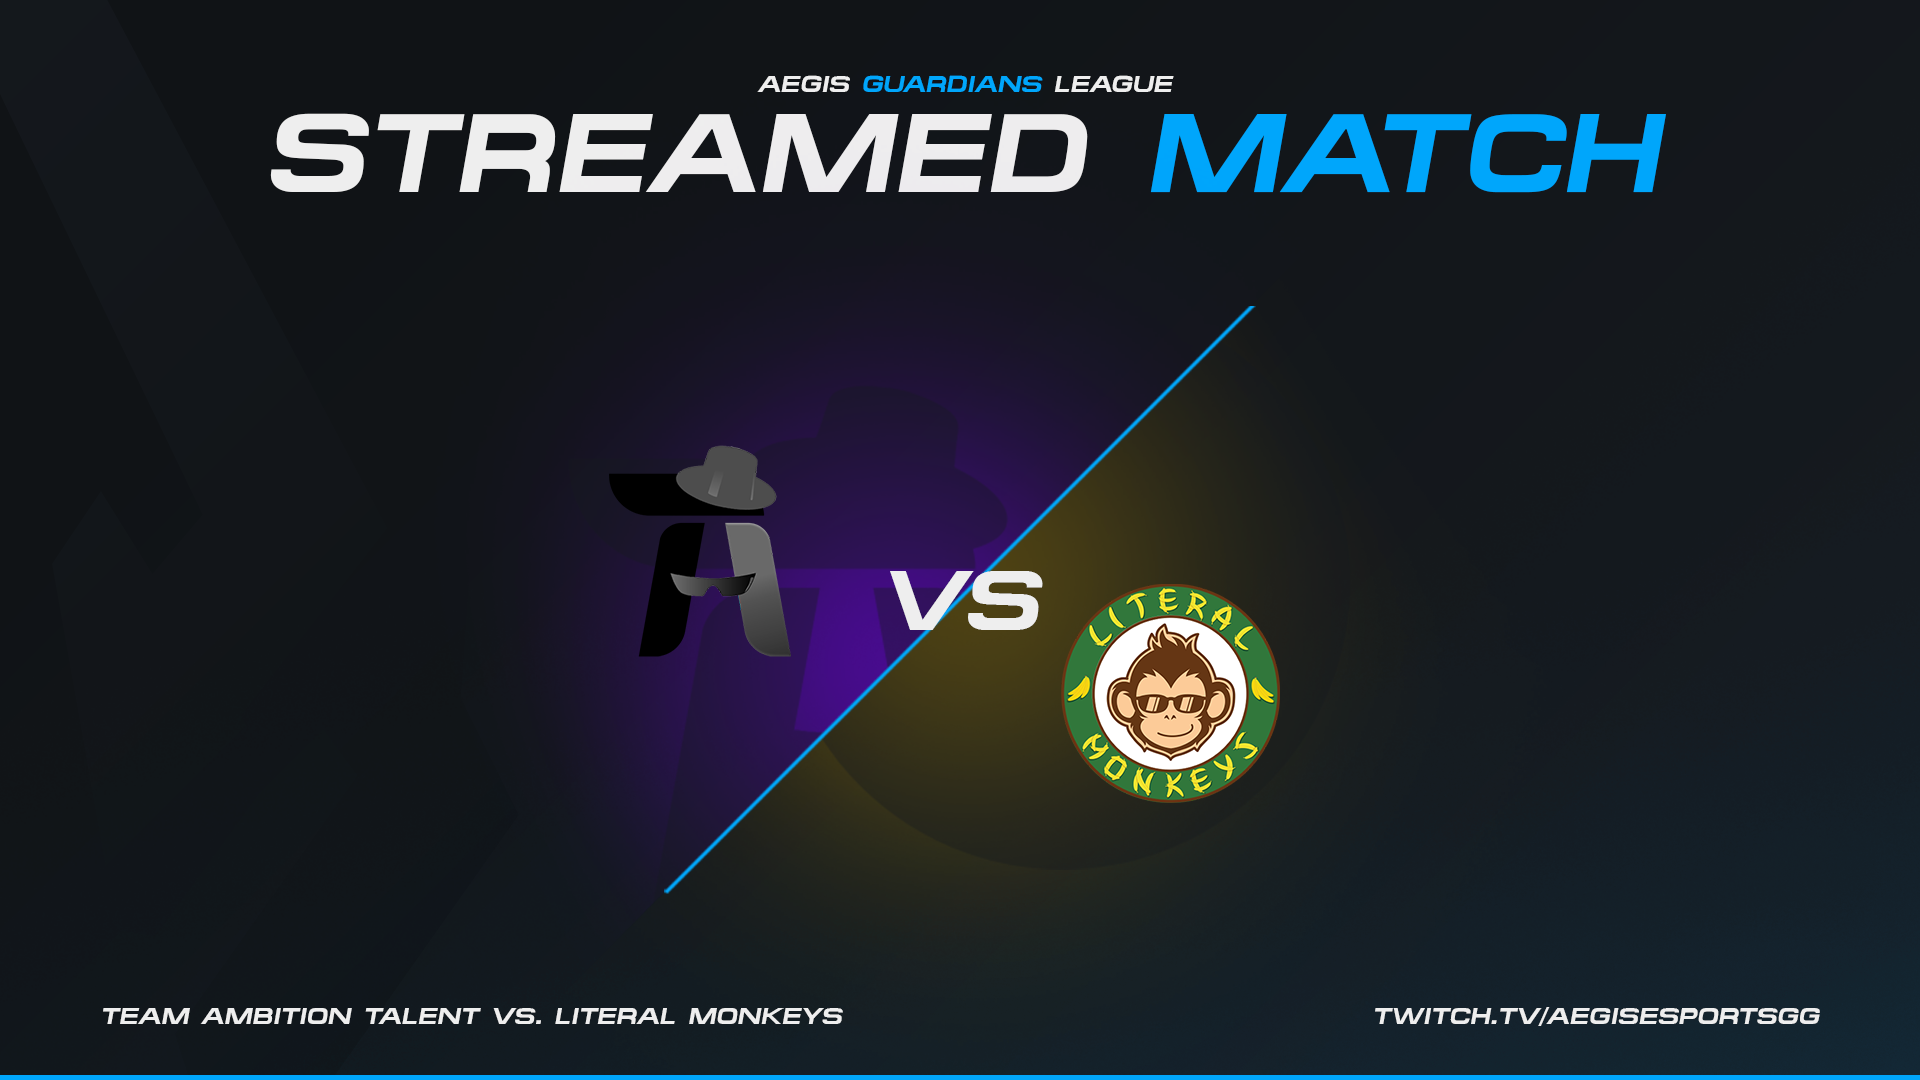 AEGIS GUARDIANS LEAGUE
STREAMED MATCH
VS
LITERAL
MONKEYS
TEAM AMBITION TALENT VS. LITERAL MONKEYS
TWITCH.TV/AEGISESPORTSGG